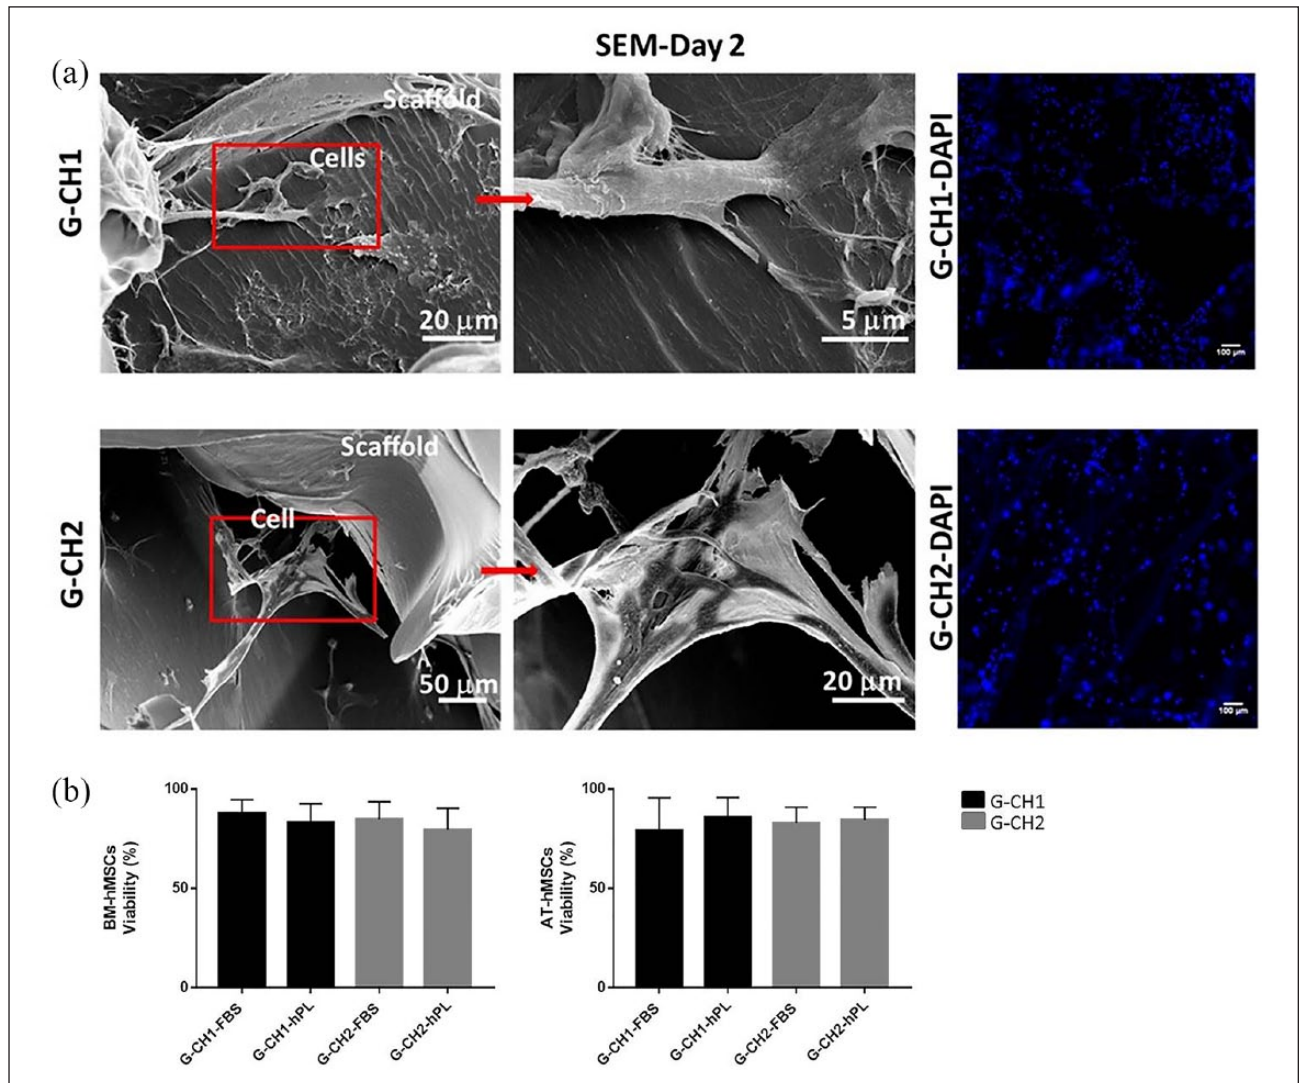 SEM-Day 2
(a)
G-CH1
Scaffold
Cells
20 μm
5 μm
G-CH1-DAPI
100 μm
G-CH2
Scaffold
Cell
50 μm
20 μm
G-CH2-DAPI
100 μm
(b)
BM-hMSCs
Viability (%)
100
50
0
G-CH1-FBS
G-CH1-hPL
G-CH2-FBS
G-CH2-hPL
AT-hMSCs
Viability (%)
100
50
0
G-CH1-FBS
G-CH1-hPL
G-CH2-FBS
G-CH2-hPL
G-CH1
G-CH2